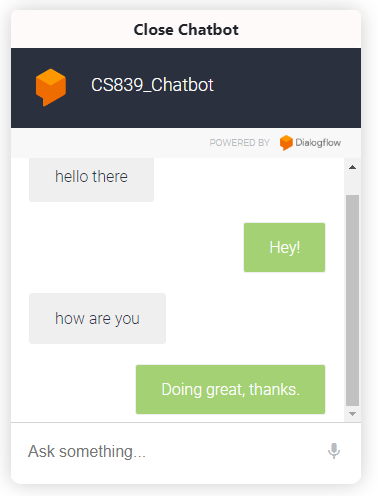 Close Chatbot
CS839_Chatbot
POWERED BY Dialogflow
hello there
Hey!
how are you
Doing great, thanks.
Ask something...